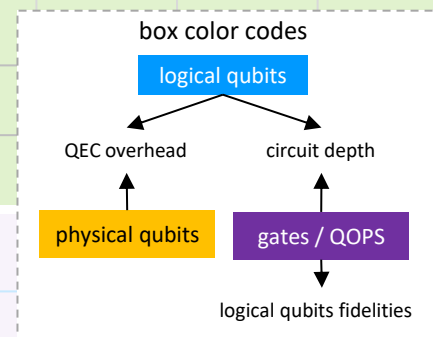 box color codes
logical qubits
QEC overhead
circuit depth
physical qubits
gates / QOPS
logical qubits fidelities